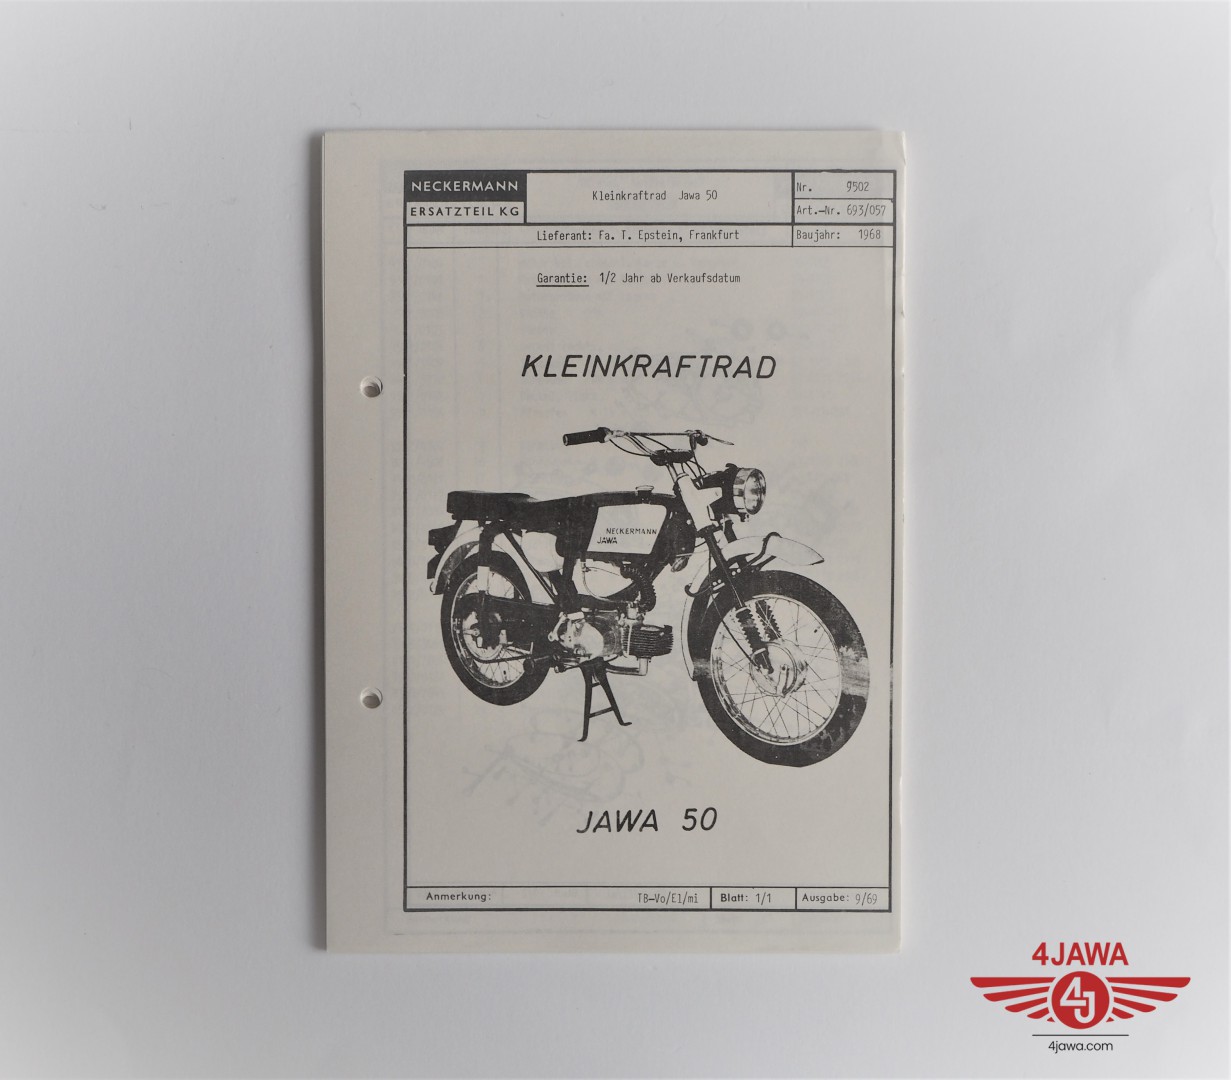 NECKERMANN
ERSATZTEIL KG
Kleinkraftrad Jawa 50
Nr. 9502
Art.-Nr. 693/057
Lieferant: Fa. T. Epstein, Frankfurt
Baujahr: 1968
Garantie: 1/2 Jahr ab Verkaufsdatum
KLEINKRAFTRAD
NECKERMANN
JAWA
JAWA 50
Anmerkung: TB-Vo/El/mi
Blatt: 1/1
Ausgabe: 9/69
4JAWA
4J
4jawa.com